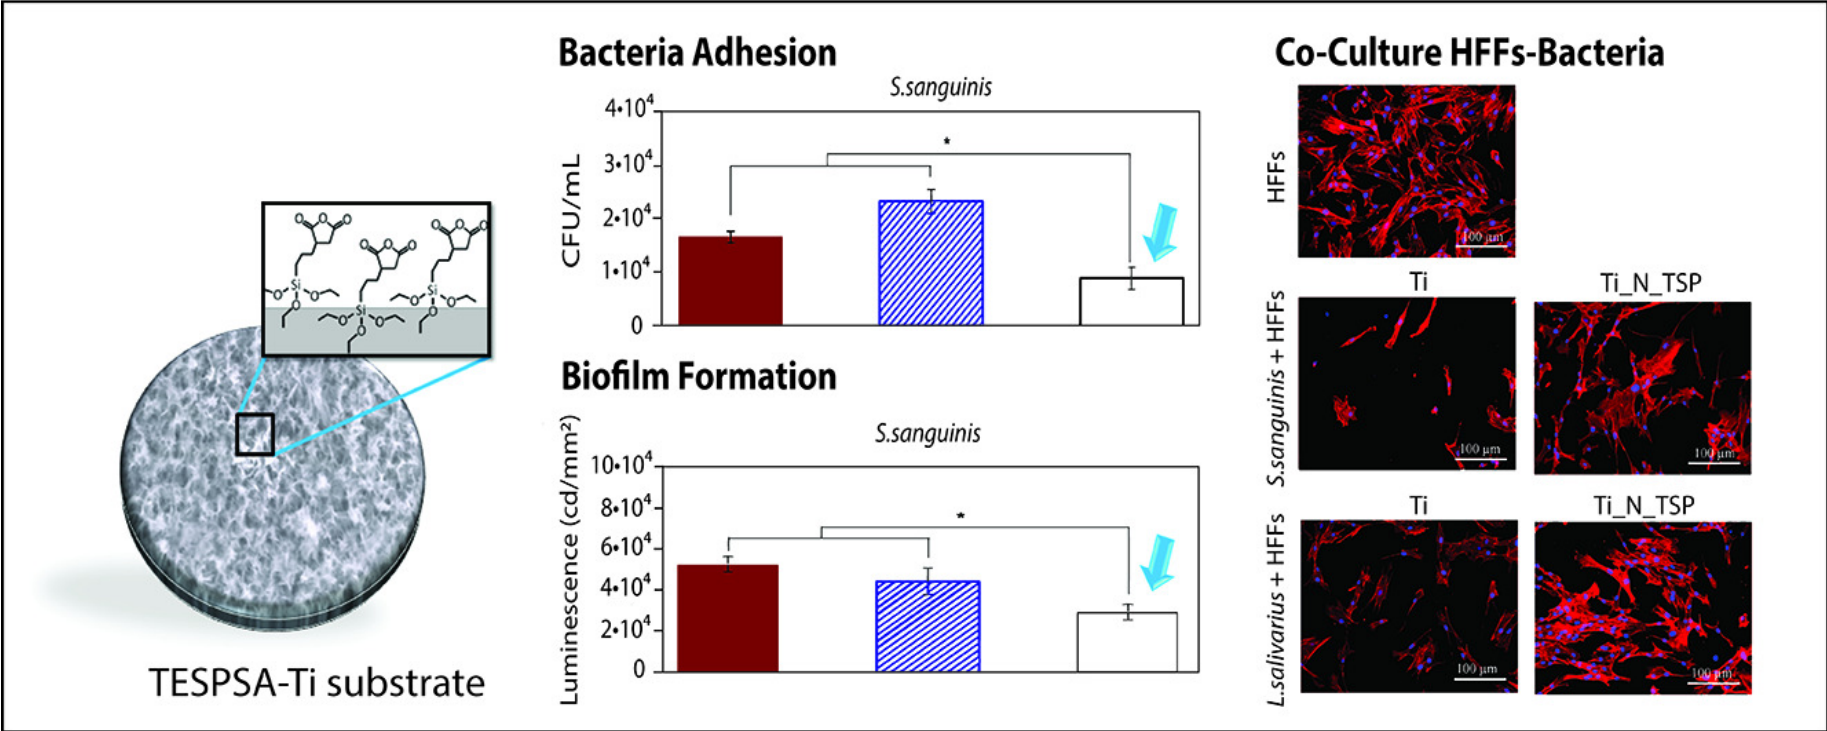 O
O
O
Si
O
O
O
O
O
O
Si
O
O
O
O
O
O
Si
O
O
O
TESPSA-Ti substrate
Bacteria Adhesion
S.sanguinis
CFU/mL
4•10⁴
3•10⁴
2•10⁴
1•10⁴
0
*
Biofilm Formation
S.sanguinis
Luminescence (cd/mm²)
10•10⁴
8•10⁴
6•10⁴
4•10⁴
2•10⁴
0
*
Co-Culture HFFs-Bacteria
HFFs
100 µm
Ti
Ti_N_TSP
S.sanguinis + HFFs
100 µm
100 µm
Ti
Ti_N_TSP
L.salivarius + HFFs
100 µm
100 µm